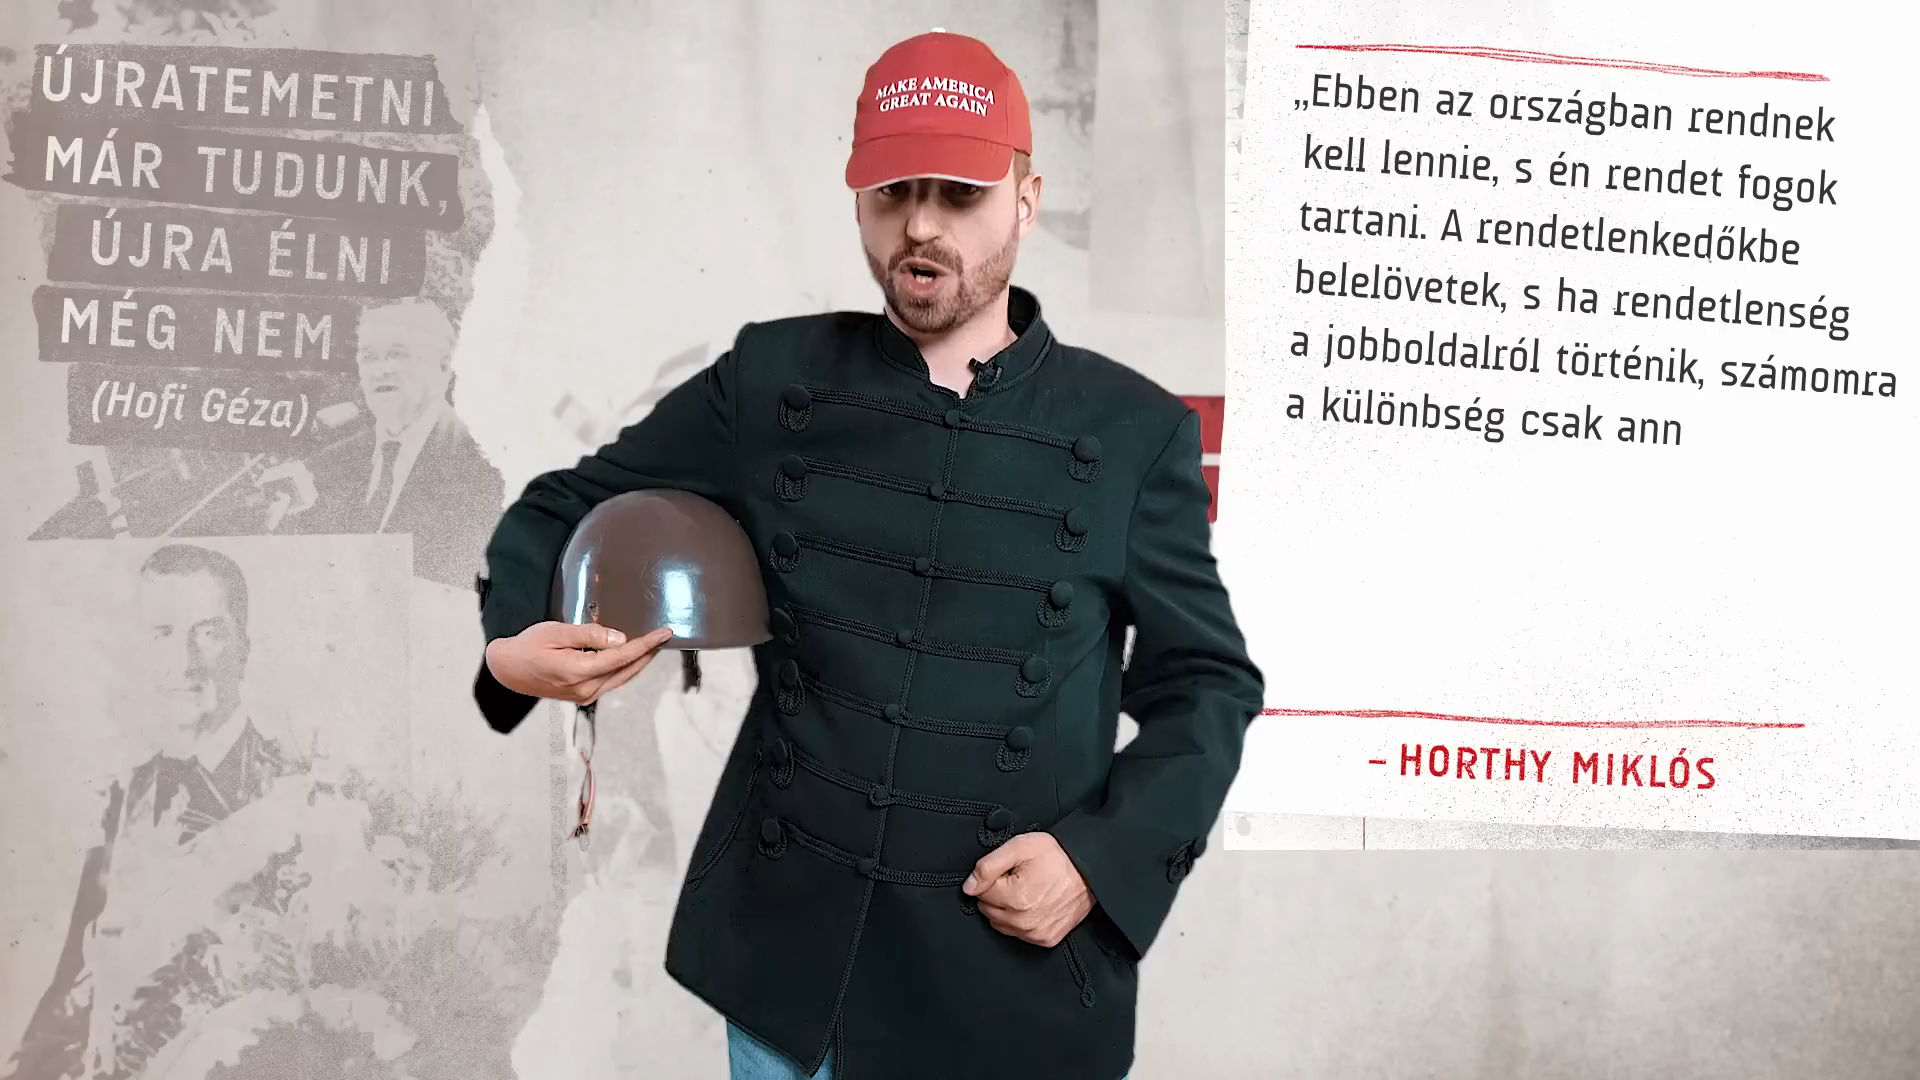 ÚJRATEMETNI
MÁR TUDUNK,
ÚJRA ÉLNI
MÉG NEM
(Hofi Géza)
MAKE AMERICA
GREAT AGAIN
„Ebben az országban rendnek
kell lennie, s én rendet fogok
tartani. A rendetlenkedőkbe
belelövetek, s ha rendetlenség
a jobboldalról történik, számomra
a különbség csak ann
– HORTHY MIKLÓS